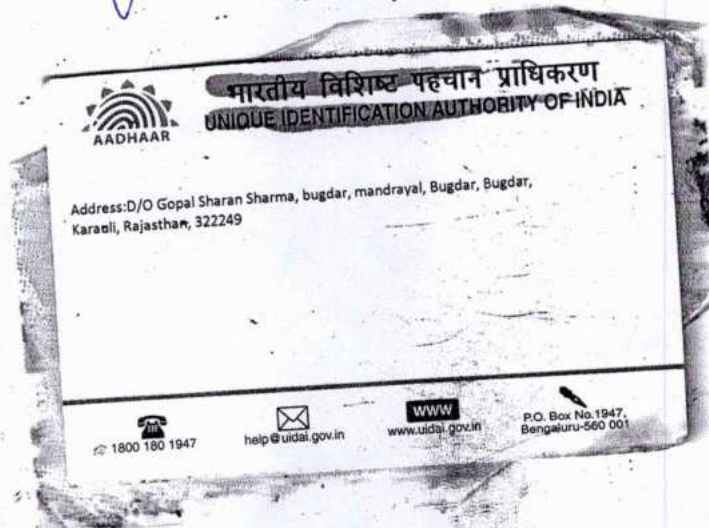 भारतीय विशिष्ट पहचान प्राधिकरण
UNIQUE IDENTIFICATION AUTHORITY OF INDIA
AADHAAR
Address:D/O Gopal Sharan Sharma, bugdar, mandrayal, Bugdar, Bugdar,
Karauli, Rajasthan, 322249
1800 180 1947
help@uidai.gov.in
www
www.uidai.gov.in
P.O. Box No.1947,
Bengaluru-560 001